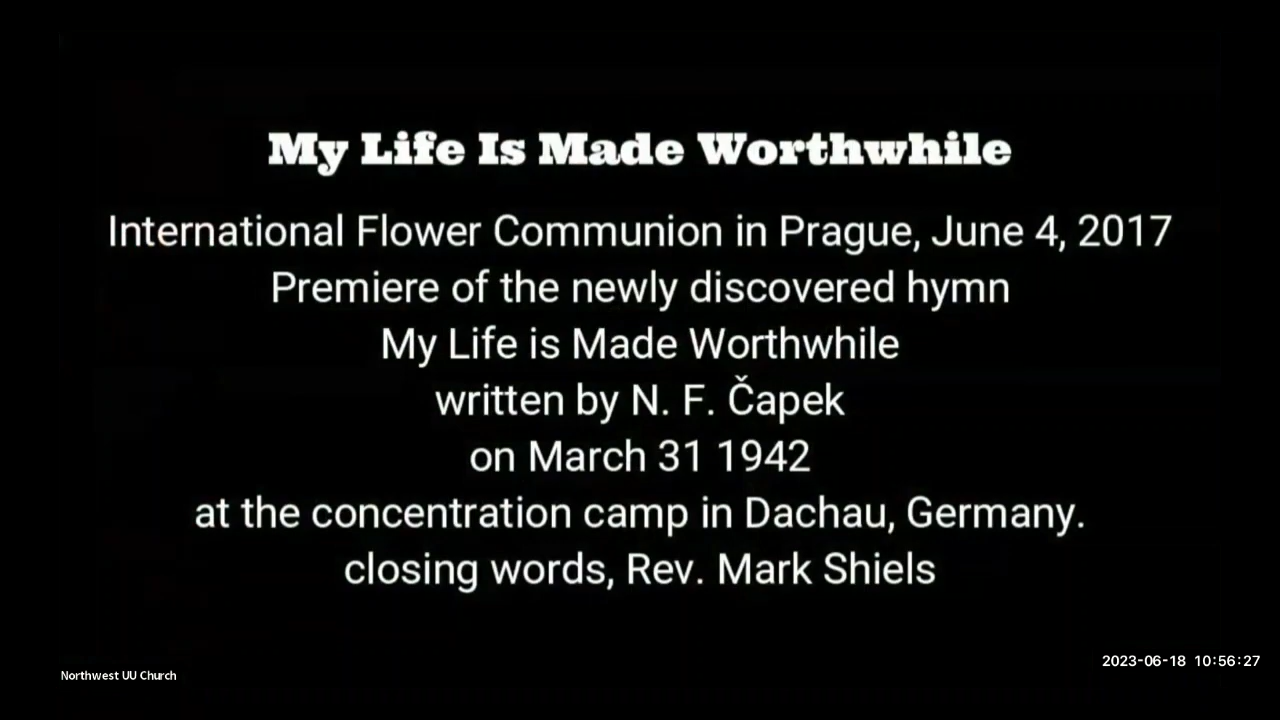 My Life Is Made Worthwhile
International Flower Communion in Prague, June 4, 2017
Premiere of the newly discovered hymn
My Life is Made Worthwhile
written by N. F. Čapek
on March 31 1942
at the concentration camp in Dachau, Germany.
closing words, Rev. Mark Shiels
2023-06-18 10:56:27
Northwest UU Church